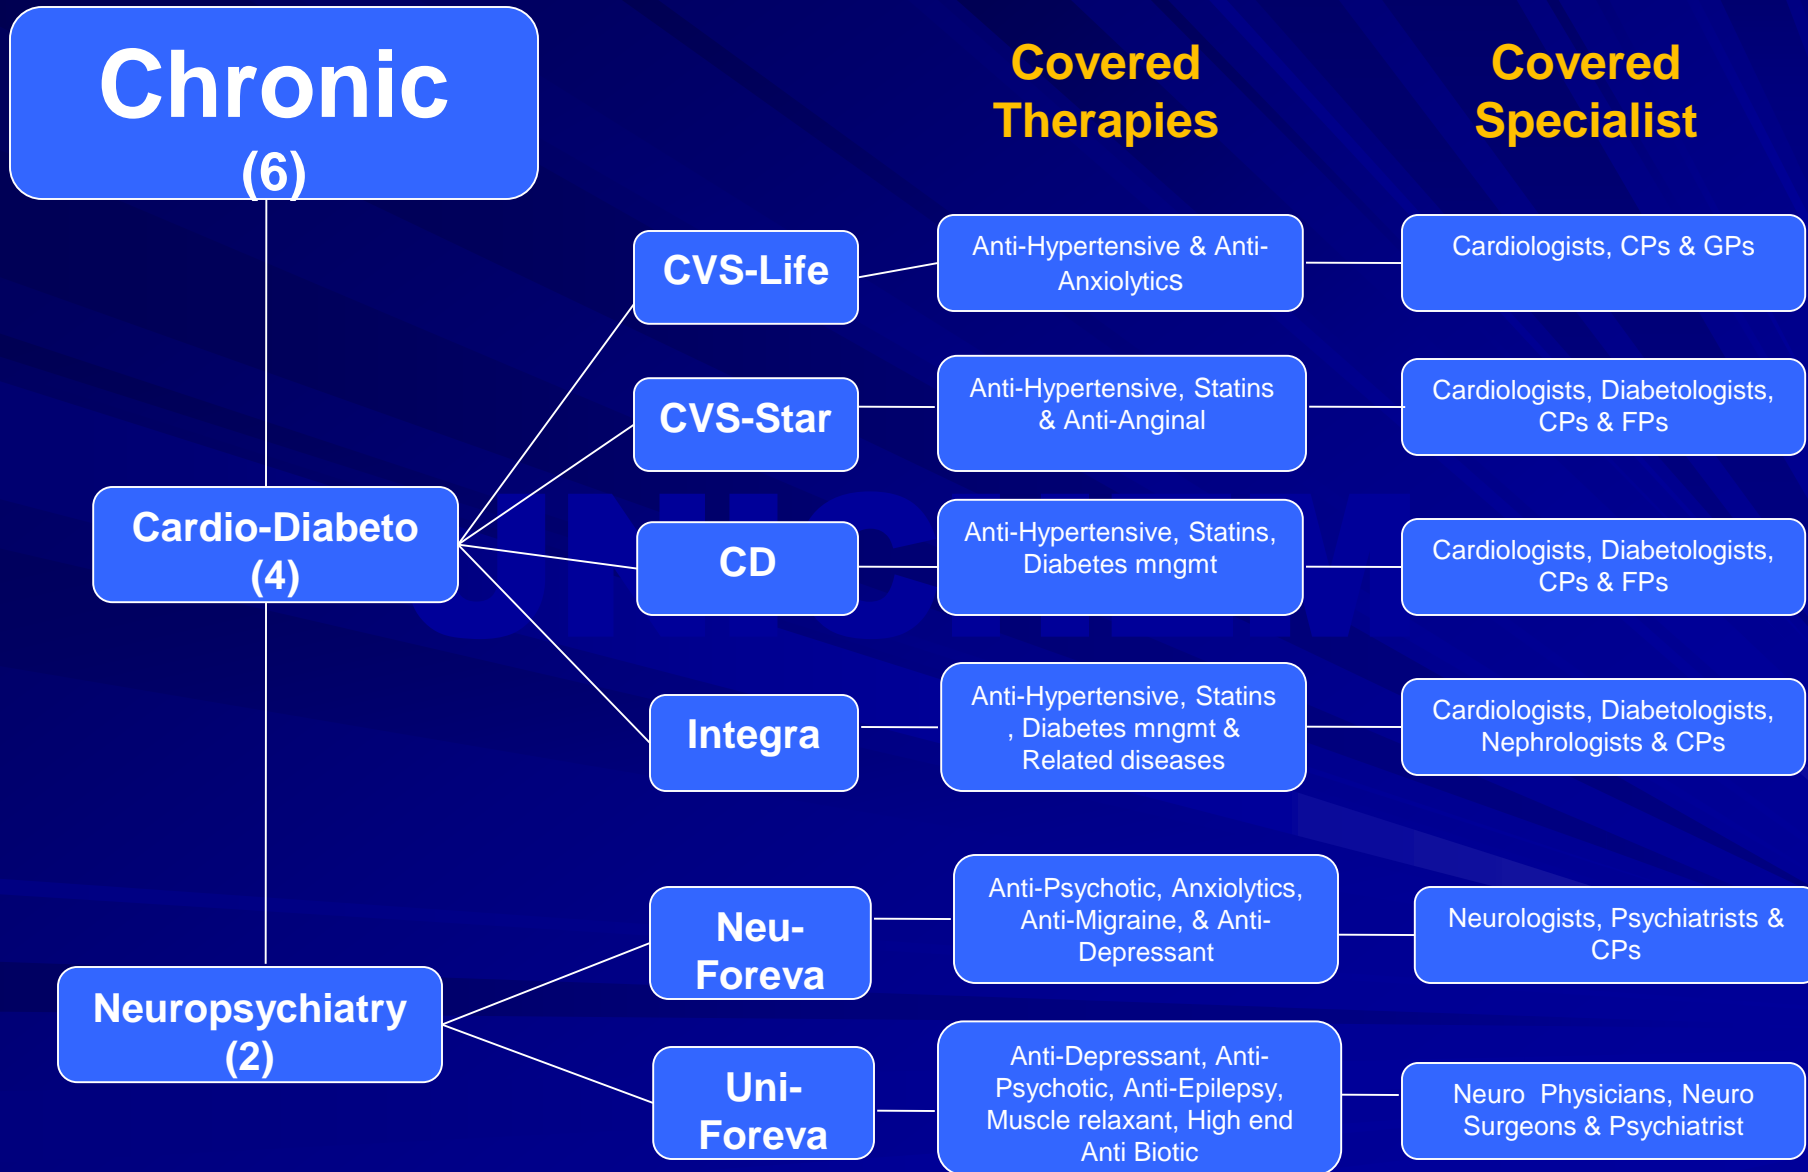 Chronic
(6)
Covered
Therapies
Covered
Specialist
CVS-Life
Anti-Hypertensive & Anti-
Anxiolytics
Cardiologists, CPs & GPs
CVS-Star
Anti-Hypertensive, Statins
& Anti-Anginal
Cardiologists, Diabetologists,
CPs & FPs
Cardio-Diabeto
(4)
CD
Anti-Hypertensive, Statins,
Diabetes mngmt
Cardiologists, Diabetologists,
CPs & FPs
UNICHEM
Integra
Anti-Hypertensive, Statins
, Diabetes mngmt &
Related diseases
Cardiologists, Diabetologists,
Nephrologists & CPs
Neu-
Foreva
Anti-Psychotic, Anxiolytics,
Anti-Migraine, & Anti-
Depressant
Neurologists, Psychiatrists &
CPs
Neuropsychiatry
(2)
Uni-
Foreva
Anti-Depressant, Anti-
Psychotic, Anti-Epilepsy,
Muscle relaxant, High end
Anti Biotic
Neuro  Physicians, Neuro
Surgeons & Psychiatrist